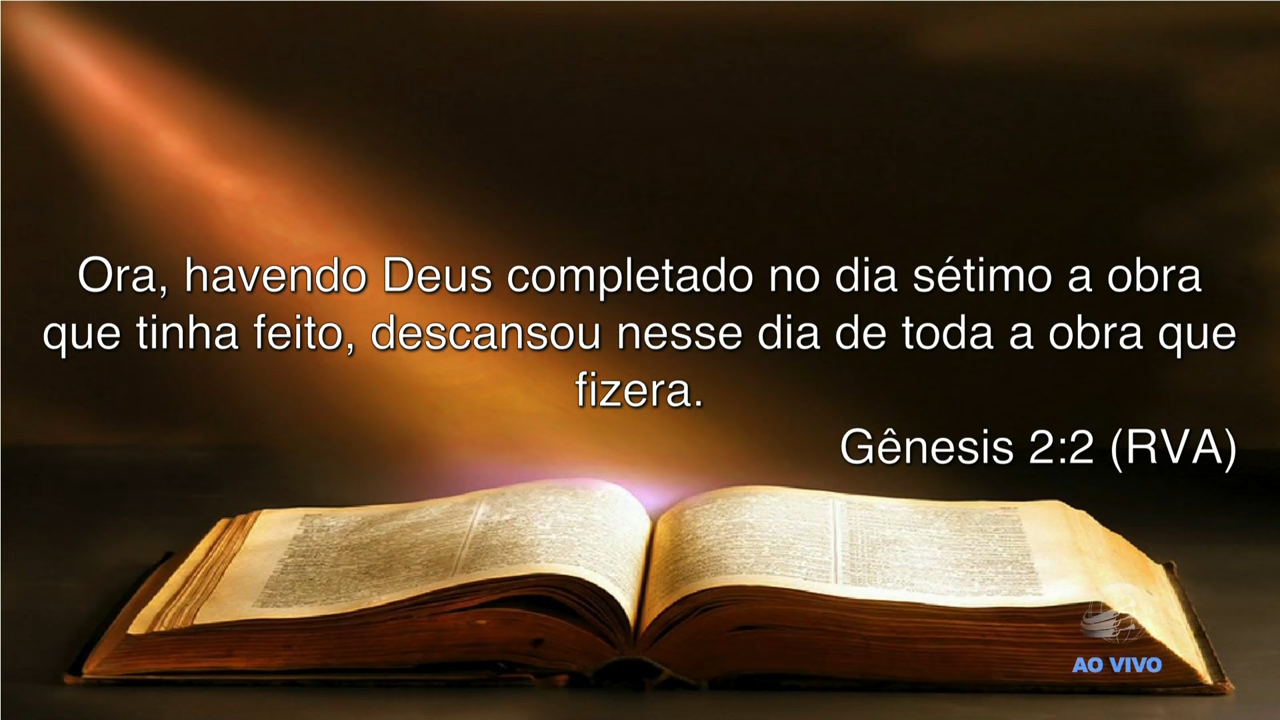 Ora, havendo Deus completado no dia sétimo a obra
que tinha feito, descansou nesse dia de toda a obra que
fizera.
Gênesis 2:2 (RVA)
AO VIVO